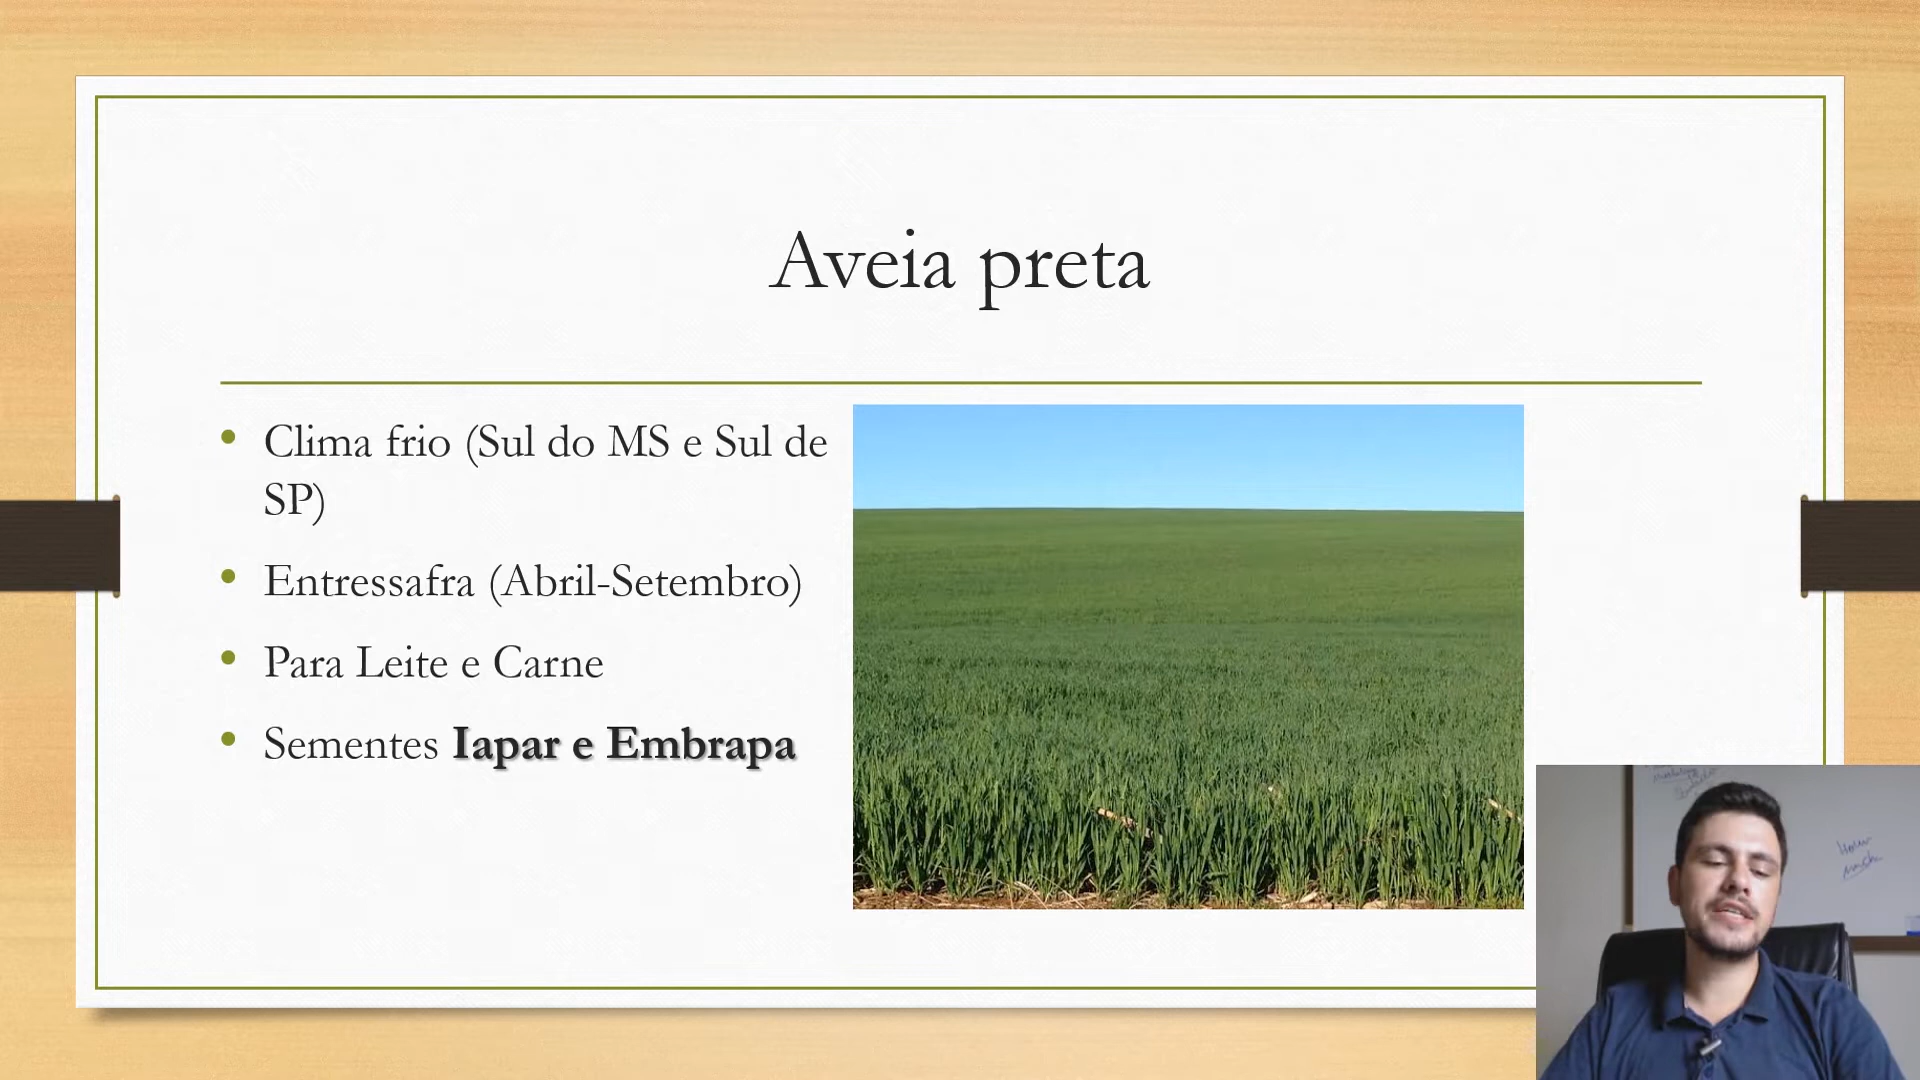 Aveia preta
Clima frio (Sul do MS e Sul de
SP)
Entressafra (Abril-Setembro)
Para Leite e Carne
Sementes Iapar e Embrapa